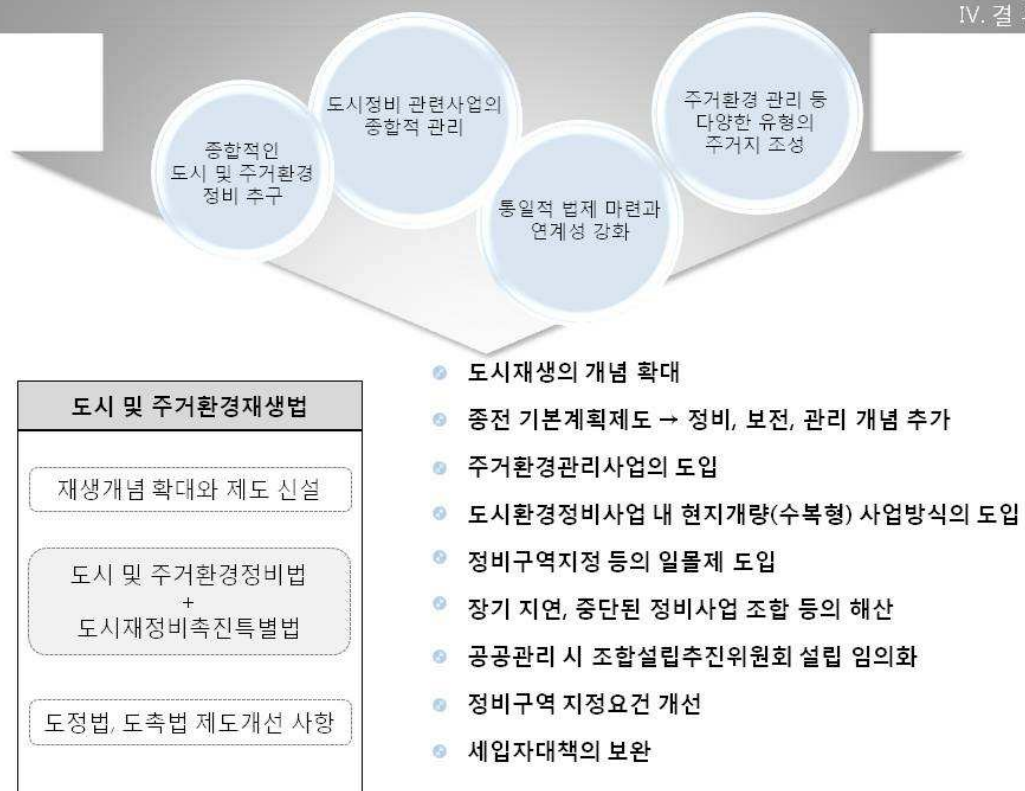 IV. 결
종합적인
도시 및 주거환경
정비 추구
도시정비 관련사업의
종합적 관리
통일적 법제 마련과
연계성 강화
주거환경 관리 등
다양한 유형의
주거지 조성
도시 및 주거환경재생법
재생개념 확대와 제도 신설
도시 및 주거환경정비법
+
도시재정비촉진특별법
도정법, 도촉법 제도개선 사항
도시재생의 개념 확대
종전 기본계획제도 → 정비, 보전, 관리 개념 추가
주거환경관리사업의 도입
도시환경정비사업 내 현지개량(수복형) 사업방식의 도입
정비구역지정 등의 일몰제 도입
장기 지연, 중단된 정비사업 조합 등의 해산
공공관리 시 조합설립추진위원회 설립 임의화
정비구역 지정요건 개선
세입자대책의 보완